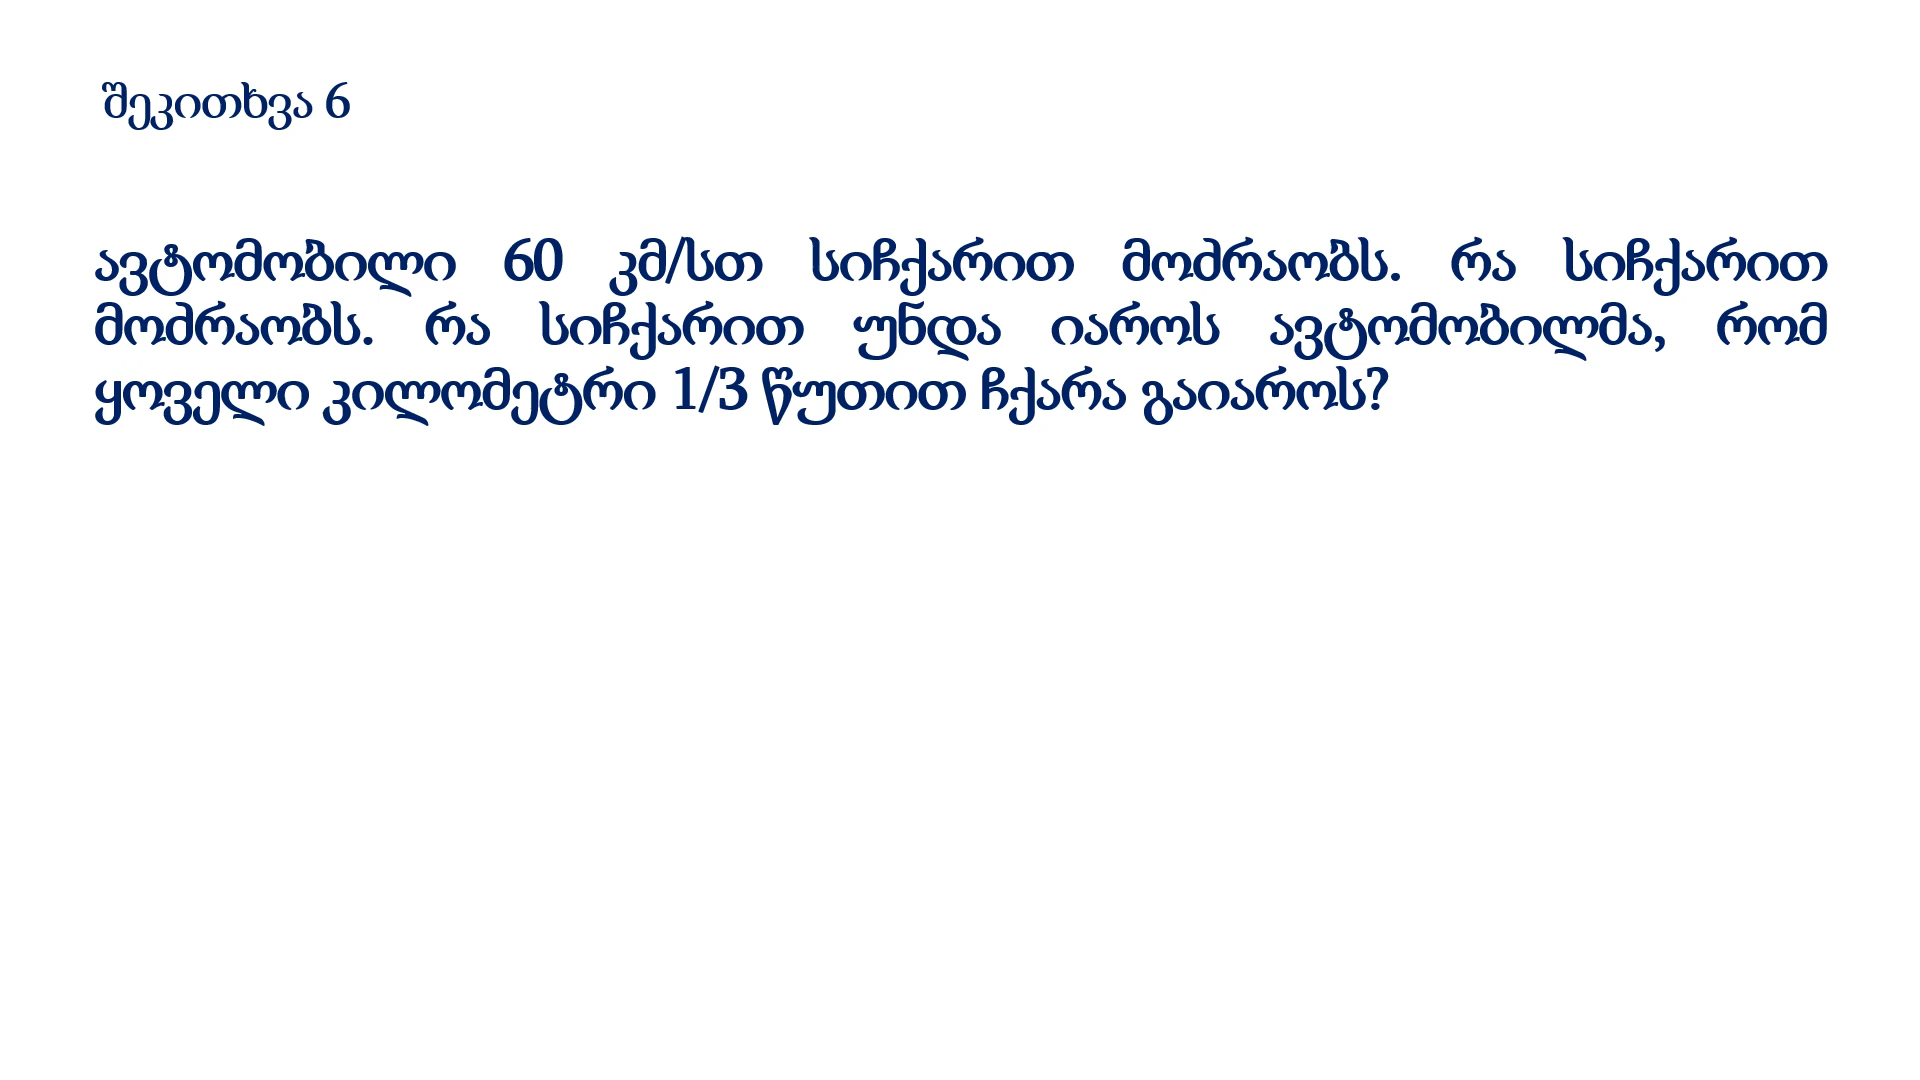 შეკითხვა 6
ავტომობილი 60 კმ/სთ სიჩქარით მოძრაობს. რა სიჩქარით
მოძრაობს. რა სიჩქარით უნდა იაროს ავტომობილმა, რომ
ყოველი კილომეტრი 1/3 წუთით ჩქარა გაიაროს?